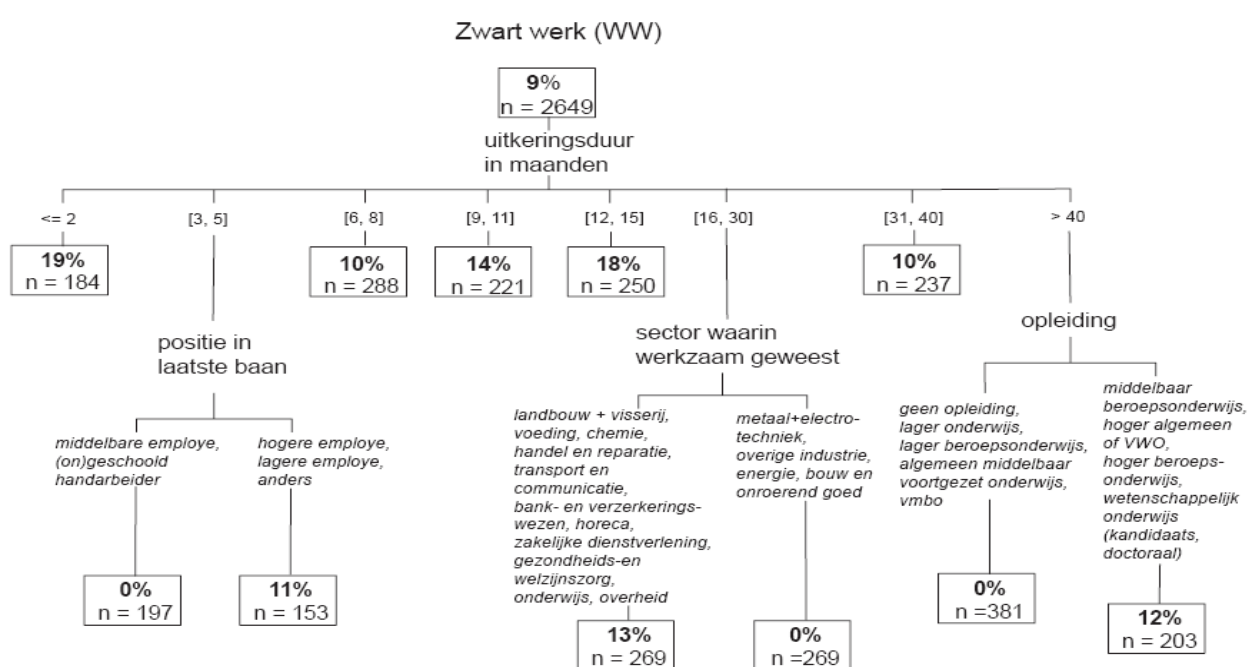 Zwart werk (WW)
9%
n = 2649
uitkeringsduur
in maanden
<= 2
[3, 5]
[6, 8]
[9, 11]
[12, 15]
[16, 30]
[31, 40]
> 40
19%
n = 184
10%
n = 288
14%
n = 221
18%
n = 250
10%
n = 237
positie in
laatste baan
sector waarin
werkzaam geweest
opleiding
middelbare employe,
(on)geschoold
handarbeider
hogere employe,
lagere employe,
anders
landbouw + visserij,
voeding, chemie,
handel en reparatie,
transport en
communicatie,
bank- en verzerkerings-
wezen, horeca,
zakelijke dienstverlening,
gezondheids-en
welzijnszorg,
onderwijs, overheid
metaal+electro-
techniek,
overige industrie,
energie, bouw en
onroerend goed
geen opleiding,
lager onderwijs,
lager beroepsonderwijs,
algemeen middelbaar
voortgezet onderwijs,
vmbo
middelbaar
beroepsonderwijs,
hoger algemeen
of VWO,
hoger beroeps-
onderwijs,
wetenschappelijk
onderwijs
(kandidaats,
doctoraal)
0%
n = 197
11%
n = 153
13%
n = 269
0%
n =269
0%
n =381
12%
n = 203